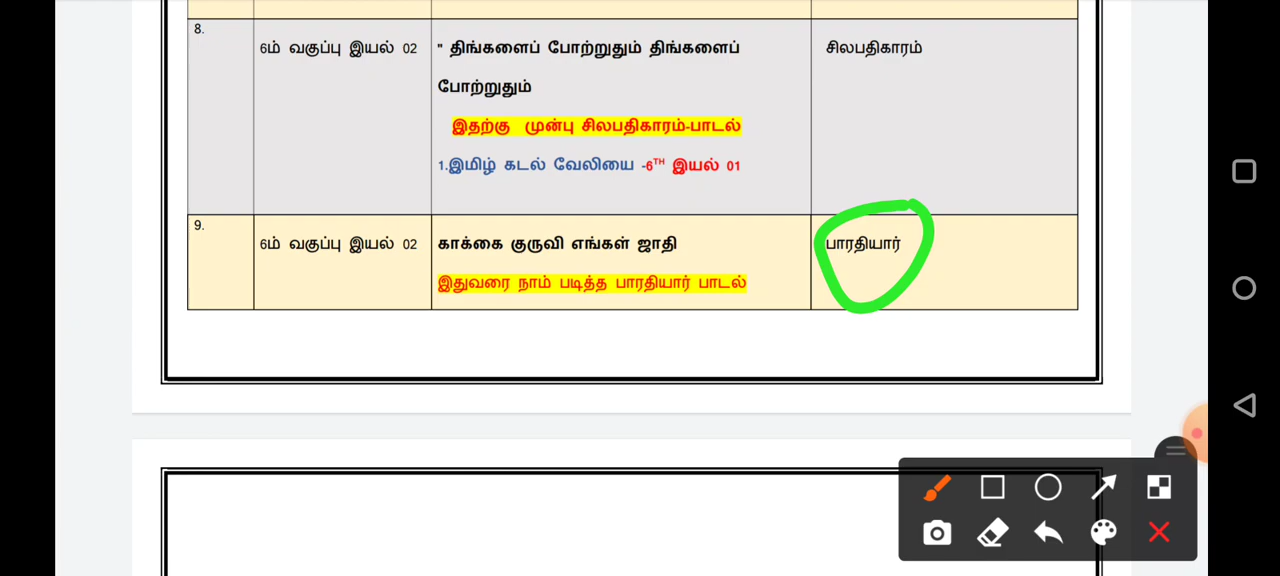 8.
6ம் வகுப்பு இயல் 02
" திங்களைப் போற்றுதும் திங்களைப்
போற்றுதும்
இதற்கு முன்பு சிலபதிகாரம்-பாடல்
1.இமிழ் கடல் வேலியை -6TH இயல் 01
சிலபதிகாரம்
9.
6ம் வகுப்பு இயல் 02
காக்கை குருவி எங்கள் ஜாதி
இதுவரை நாம் படித்த பாரதியார் பாடல்
பாரதியார்